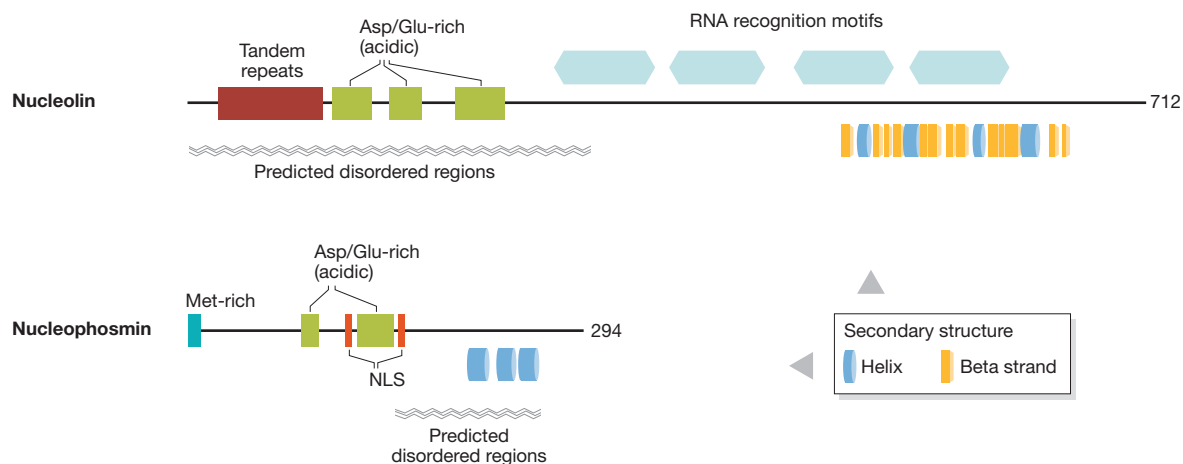 RNA recognition motifs
Asp/Glu-rich
(acidic)
Tandem
repeats
Nucleolin
712
Predicted disordered regions
Asp/Glu-rich
(acidic)
Met-rich
Nucleophosmin
294
NLS
Predicted
disordered regions
Secondary structure
Helix
Beta strand